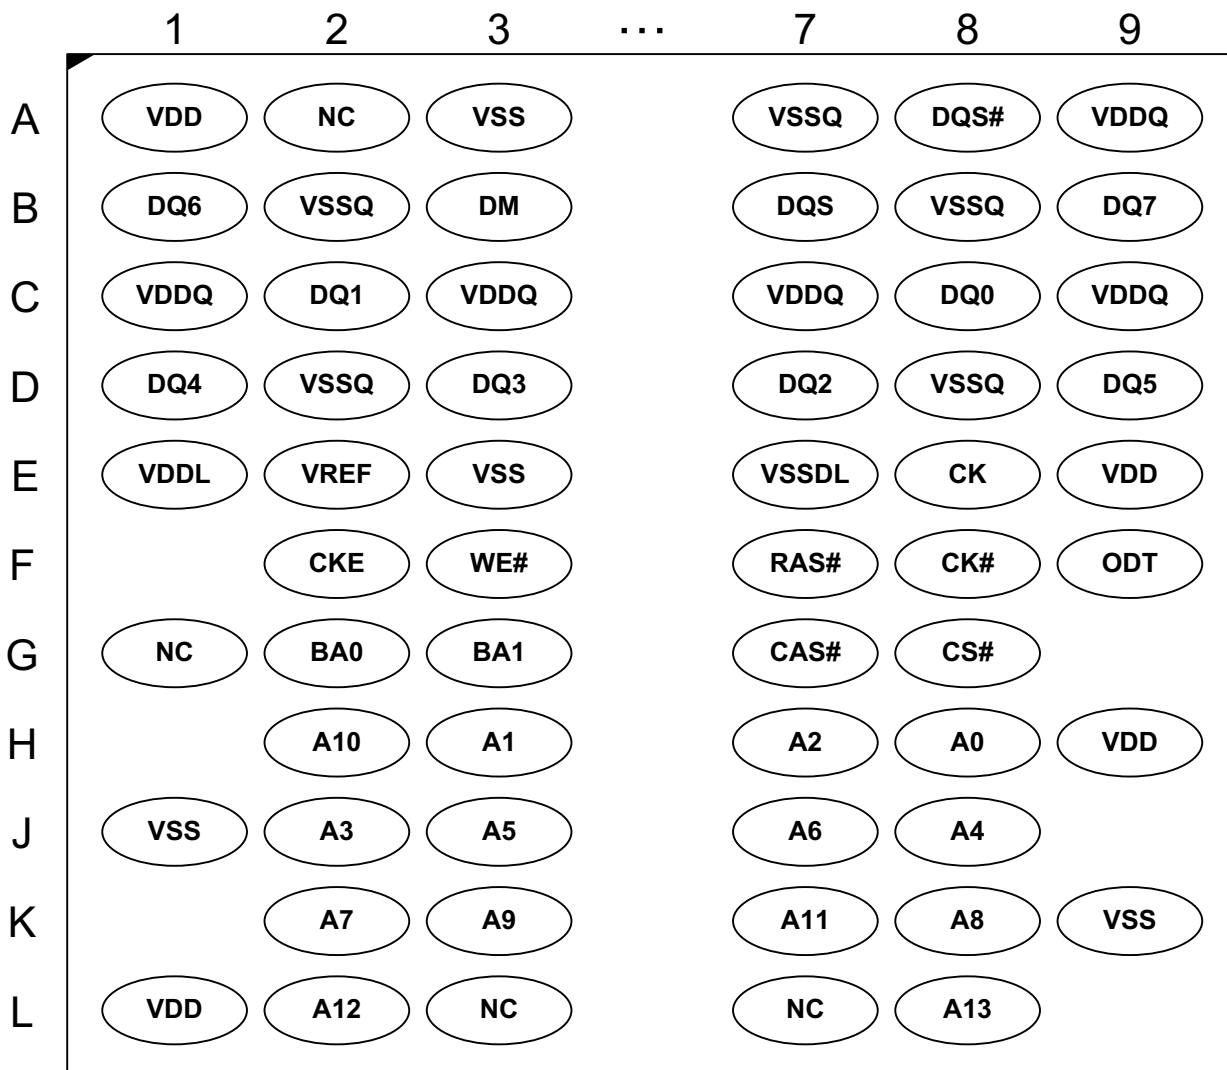 1 2 3 ... 7 8 9
A VDD NC VSS VSSQ DQS# VDDQ
B DQ6 VSSQ DM DQS VSSQ DQ7
C VDDQ DQ1 VDDQ VDDQ DQ0 VDDQ
D DQ4 VSSQ DQ3 DQ2 VSSQ DQ5
E VDDL VREF VSS VSSDL CK VDD
F CKE WE# RAS# CK# ODT
G NC BA0 BA1 CAS# CS#
H A10 A1 A2 A0 VDD
J VSS A3 A5 A6 A4
K A7 A9 A11 A8 VSS
L VDD A12 NC NC A13